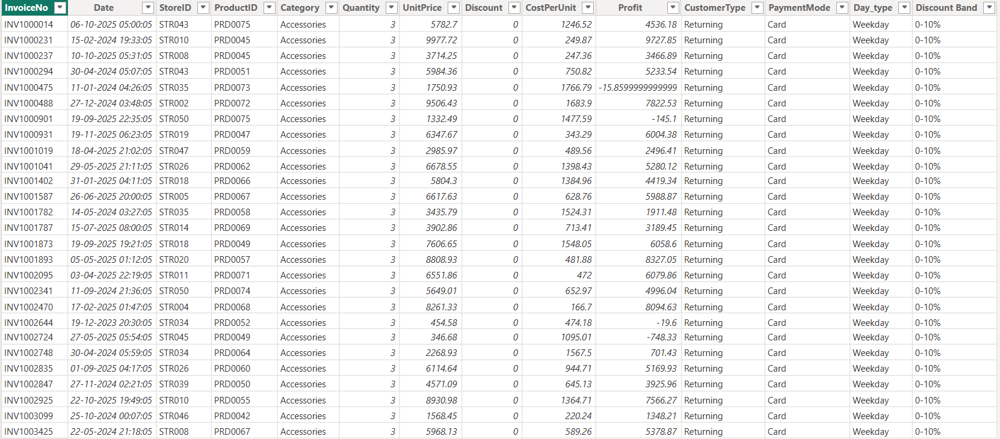 InvoiceNo Date StoreID ProductID Category Quantity UnitPrice Discount CostPerUnit Profit CustomerType PaymentMode Day_type Discount Band
INV1000014 06-10-2025 05:00:05 STR043 PRD0075 Accessories 3 5782.7 0 1246.52 4536.18 Returning Card Weekday 0-10%
INV1000231 15-02-2024 19:33:05 STR010 PRD0045 Accessories 3 9977.72 0 249.87 9727.85 Returning Card Weekday 0-10%
INV1000237 10-10-2025 05:31:05 STR008 PRD0045 Accessories 3 3714.25 0 247.36 3466.89 Returning Card Weekday 0-10%
INV1000294 30-04-2024 05:07:05 STR043 PRD0051 Accessories 3 5984.36 0 750.82 5233.54 Returning Card Weekday 0-10%
INV1000475 11-01-2024 04:26:05 STR035 PRD0073 Accessories 3 1750.93 0 1766.79 -15.8599999999999 Returning Card Weekday 0-10%
INV1000488 27-12-2024 03:48:05 STR002 PRD0072 Accessories 3 9506.43 0 1683.9 7822.53 Returning Card Weekday 0-10%
INV1000901 19-09-2025 22:35:05 STR050 PRD0075 Accessories 3 1332.49 0 1477.59 -145.1 Returning Card Weekday 0-10%
INV1000931 19-11-2025 06:23:05 STR019 PRD0047 Accessories 3 6347.67 0 343.29 6004.38 Returning Card Weekday 0-10%
INV1001019 18-04-2025 21:02:05 STR047 PRD0059 Accessories 3 2985.97 0 489.56 2496.41 Returning Card Weekday 0-10%
INV1001041 29-05-2025 21:11:05 STR026 PRD0062 Accessories 3 6678.55 0 1398.43 5280.12 Returning Card Weekday 0-10%
INV1001402 31-01-2025 04:11:05 STR018 PRD0066 Accessories 3 5804.3 0 1384.96 4419.34 Returning Card Weekday 0-10%
INV1001587 26-06-2025 20:00:05 STR005 PRD0067 Accessories 3 6617.63 0 628.76 5988.87 Returning Card Weekday 0-10%
INV1001782 14-05-2024 03:27:05 STR035 PRD0058 Accessories 3 3435.79 0 1524.31 1911.48 Returning Card Weekday 0-10%
INV1001787 15-07-2025 08:00:05 STR014 PRD0069 Accessories 3 3902.86 0 713.41 3189.45 Returning Card Weekday 0-10%
INV1001873 19-09-2025 19:21:05 STR018 PRD0049 Accessories 3 7606.65 0 1548.05 6058.6 Returning Card Weekday 0-10%
INV1001893 05-05-2025 01:12:05 STR020 PRD0057 Accessories 3 8808.93 0 481.88 8327.05 Returning Card Weekday 0-10%
INV1002095 03-04-2025 22:19:05 STR011 PRD0071 Accessories 3 6551.86 0 472 6079.86 Returning Card Weekday 0-10%
INV1002341 11-09-2024 21:36:05 STR050 PRD0074 Accessories 3 5649.01 0 652.97 4996.04 Returning Card Weekday 0-10%
INV1002470 17-02-2025 01:47:05 STR004 PRD0068 Accessories 3 8261.33 0 166.7 8094.63 Returning Card Weekday 0-10%
INV1002644 19-12-2023 20:30:05 STR034 PRD0052 Accessories 3 454.58 0 474.18 -19.6 Returning Card Weekday 0-10%
INV1002724 27-05-2025 05:54:05 STR045 PRD0049 Accessories 3 346.68 0 1095.01 -748.33 Returning Card Weekday 0-10%
INV1002748 30-04-2024 05:59:05 STR034 PRD0064 Accessories 3 2268.93 0 1567.5 701.43 Returning Card Weekday 0-10%
INV1002835 01-09-2025 04:17:05 STR026 PRD0060 Accessories 3 6114.64 0 944.71 5169.93 Returning Card Weekday 0-10%
INV1002847 27-11-2024 02:21:05 STR039 PRD0050 Accessories 3 4571.09 0 645.13 3925.96 Returning Card Weekday 0-10%
INV1002925 22-10-2025 19:49:05 STR010 PRD0055 Accessories 3 8930.98 0 1364.71 7566.27 Returning Card Weekday 0-10%
INV1003099 25-10-2024 00:07:05 STR046 PRD0042 Accessories 3 1568.45 0 220.24 1348.21 Returning Card Weekday 0-10%
INV1003425 22-05-2024 21:18:05 STR008 PRD0067 Accessories 3 5968.13 0 589.26 5378.87 Returning Card Weekday 0-10%